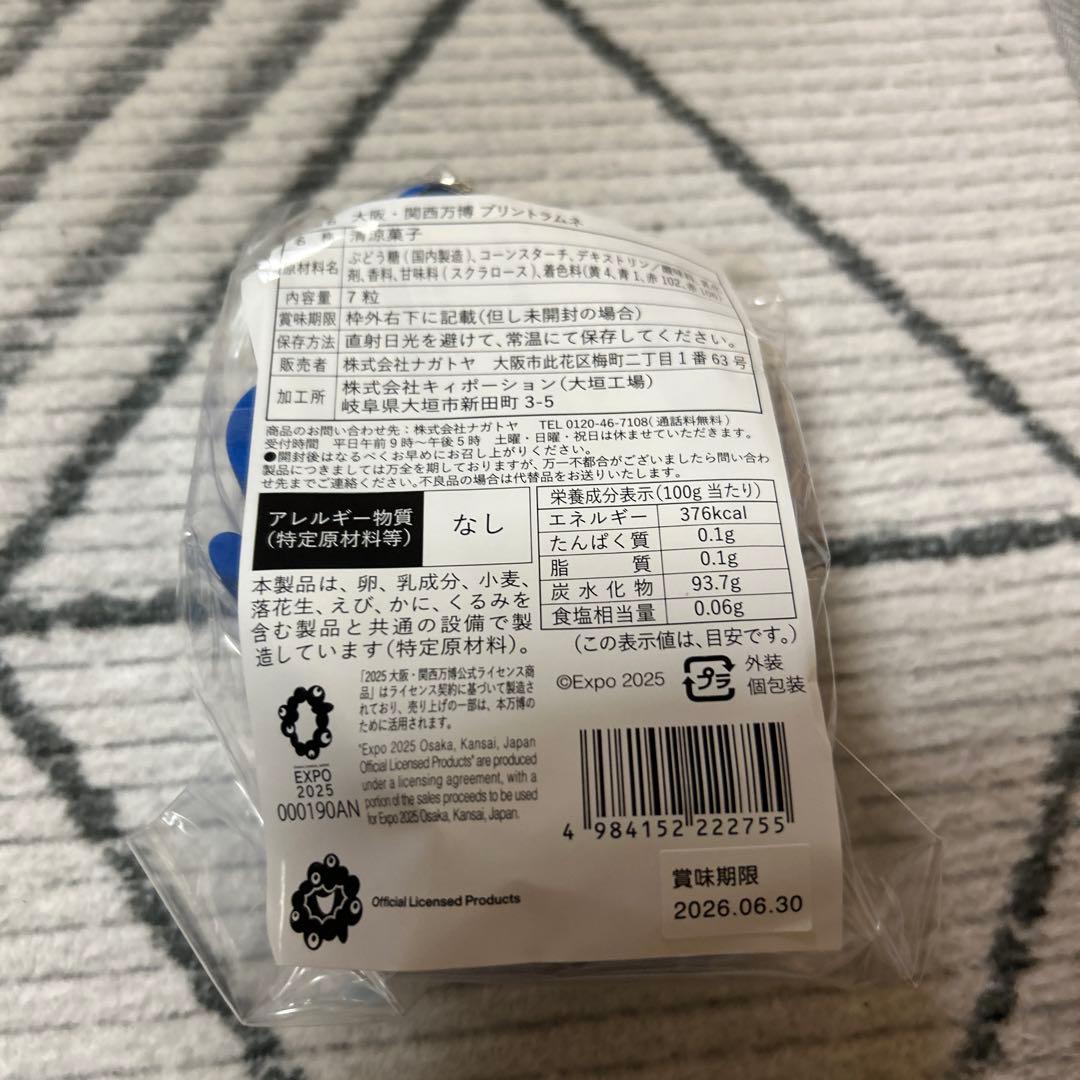 名 大阪・関西万博 プリントラムネ
名 称 清涼菓子
原材料名 ぶどう糖(国内製造)、コーンスターチ、デキストリン／酸味料、乳化
剤、香料、甘味料(スクラロース)、着色料(黄4、青1、赤102、赤106)
内容量 7粒
賞味期限 枠外右下に記載(但し未開封の場合)
保存方法 直射日光を避けて、常温にて保存してください。
販売者 株式会社ナガトヤ 大阪市此花区梅町二丁目1番63号
加工所 株式会社キィポーション(大垣工場)
岐阜県大垣市新田町3-5
商品のお問い合わせ先：株式会社ナガトヤ TEL 0120-46-7108(通話料無料)
受付時間 平日午前9時〜午後5時 土曜・日曜・祝日は休ませていただきます。
●開封後はなるべくお早めにお召し上がりください。
製品につきましては万全を期しておりますが、万一不都合がございましたら問い合わ
せ先までご連絡ください。不良品の場合は代替品をお送りいたします。
アレルギー物質
(特定原材料等)
なし
本製品は、卵、乳成分、小麦、
落花生、えび、かに、くるみを
含む製品と共通の設備で製
造しています(特定原材料)。
栄養成分表示(100g当たり)
エネルギー 376kcal
たんぱく質 0.1g
脂質 0.1g
炭水化物 93.7g
食塩相当量 0.06g
(この表示値は、目安です。)
©Expo 2025
プラ
外装
個包装
「2025大阪・関西万博公式ライセンス商
品」はライセンス契約に基づいて製造さ
れており、売り上げの一部は、本万博の
ために活用されます。
"Expo 2025 Osaka, Kansai, Japan
Official Licensed Products" are produced
under a licensing agreement, with a
portion of the sales proceeds to be used
for Expo 2025 Osaka, Kansai, Japan.
EXPO
2025
000190AN
4 984152 222755
Official Licensed Products
賞味期限
2026.06.30